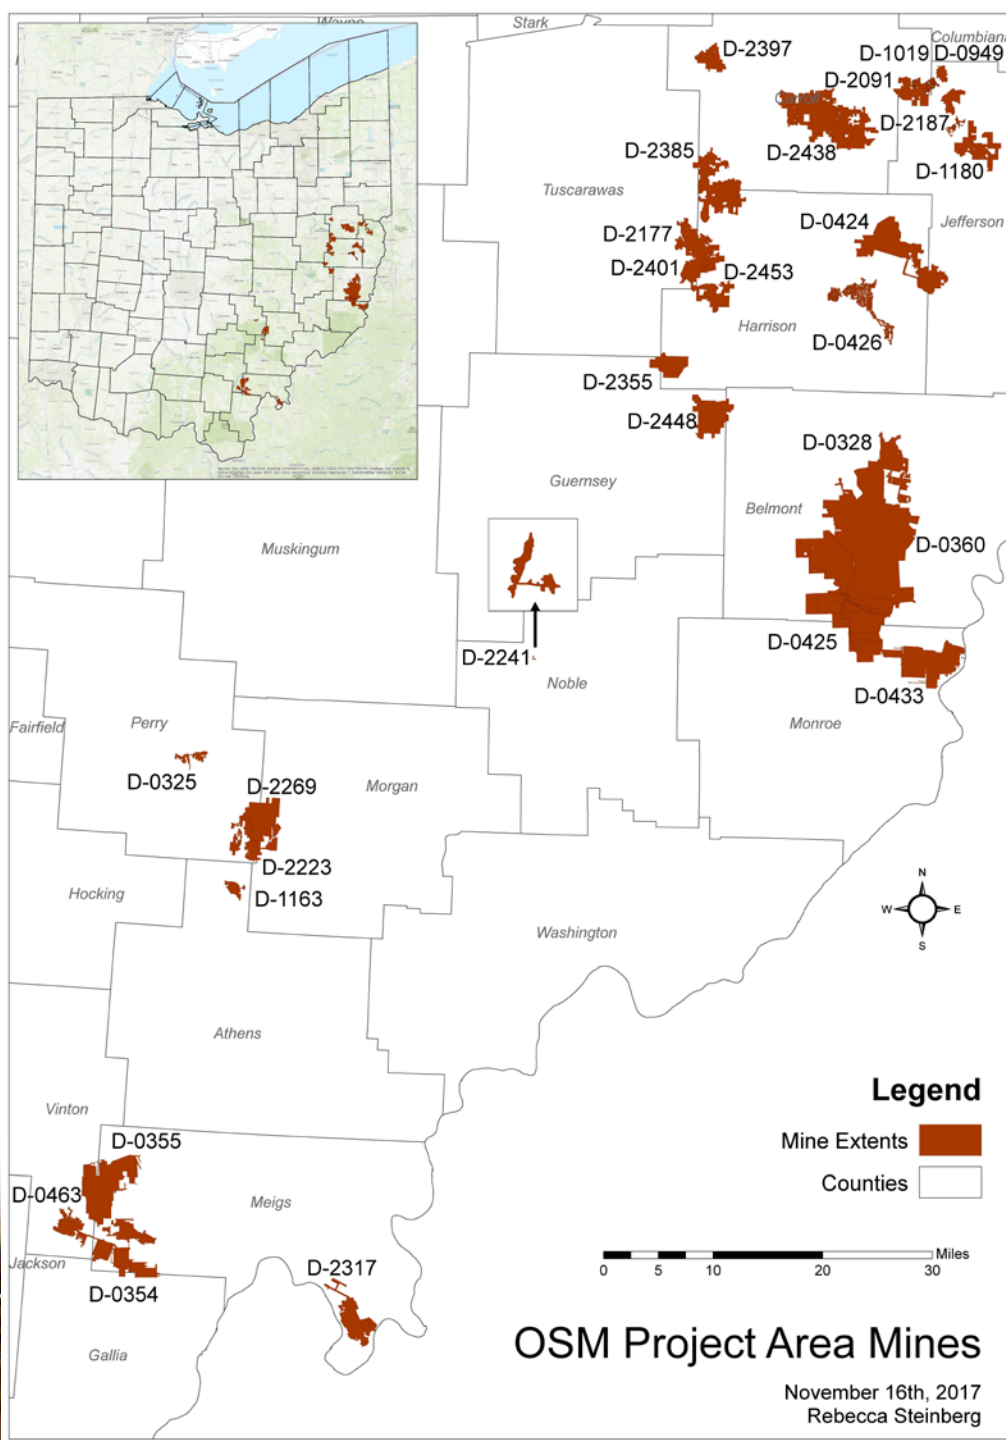 Wayne
Stark
Columbiana
D-2397
D-1019
D-0949
D-2091
Carroll
D-2187
D-2385
D-2438
D-1180
Tuscarawas
D-0424
Jefferson
D-2177
D-2401
D-2453
Harrison
D-0426
D-2355
D-2448
D-0328
Guernsey
Belmont
Muskingum
D-0360
D-0425
D-2241
Noble
D-0433
Fairfield
Perry
Monroe
D-0325
D-2269
Morgan
D-2223
Hocking
D-1163
N
W
E
S
Washington
Athens
Legend
Vinton
D-0355
Mine Extents
Counties
D-0463
Meigs
Jackson
D-2317
Miles
0 5 10 20 30
D-0354
Gallia
OSM Project Area Mines
November 16th, 2017
Rebecca Steinberg